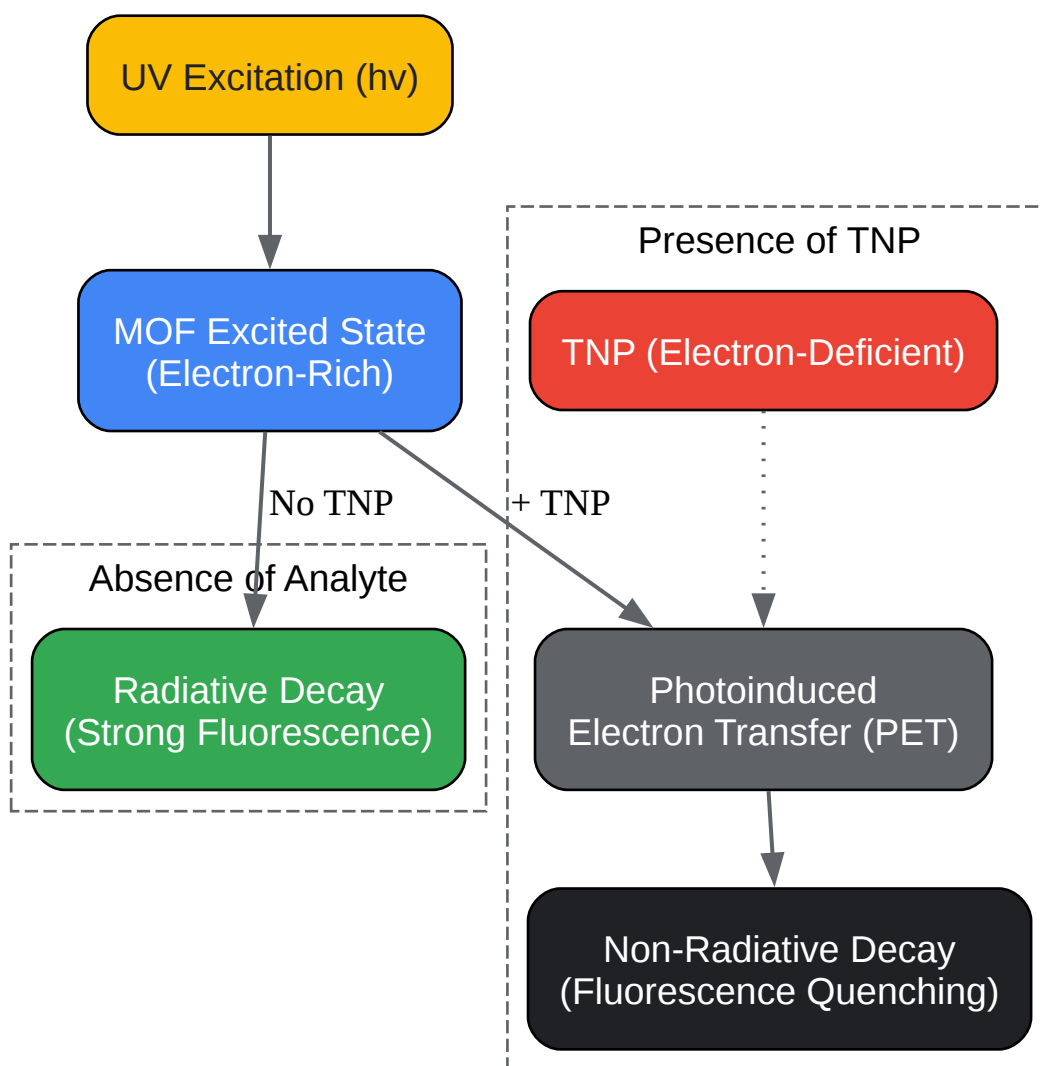 UV Excitation (hv)
Presence of TNP
MOF Excited State
(Electron-Rich)
TNP (Electron-Deficient)
No TNP
+ TNP
Absence of Analyte
Radiative Decay
(Strong Fluorescence)
Photoinduced
Electron Transfer (PET)
Non-Radiative Decay
(Fluorescence Quenching)